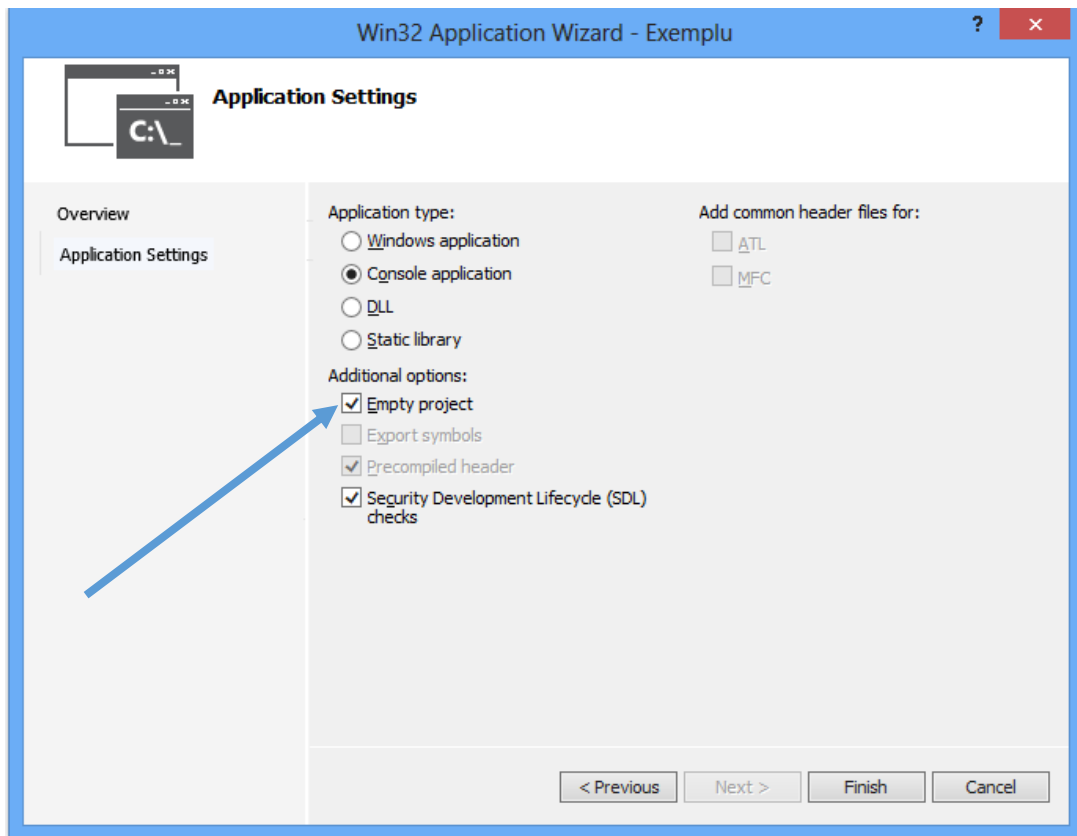 Win32 Application Wizard - Exemplu
?
Application Settings
C:\_
Overview
Application Settings
Application type:
Windows application
Console application
DLL
Static library
Additional options:
Empty project
Export symbols
Precompiled header
Security Development Lifecycle (SDL)
checks
Add common header files for:
ATL
MFC
< Previous
Next >
Finish
Cancel